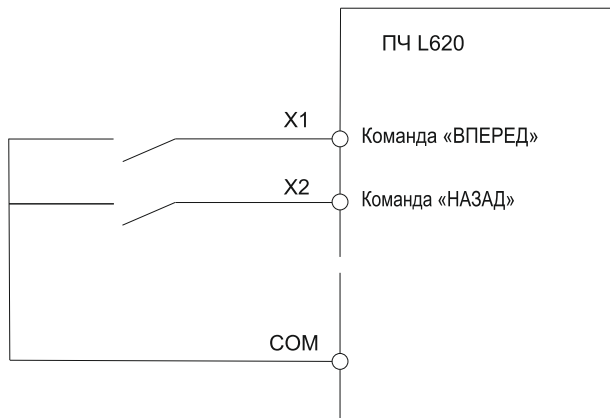 ПЧ L620
X1
Команда «ВПЕРЕД»
X2
Команда «НАЗАД»
COM